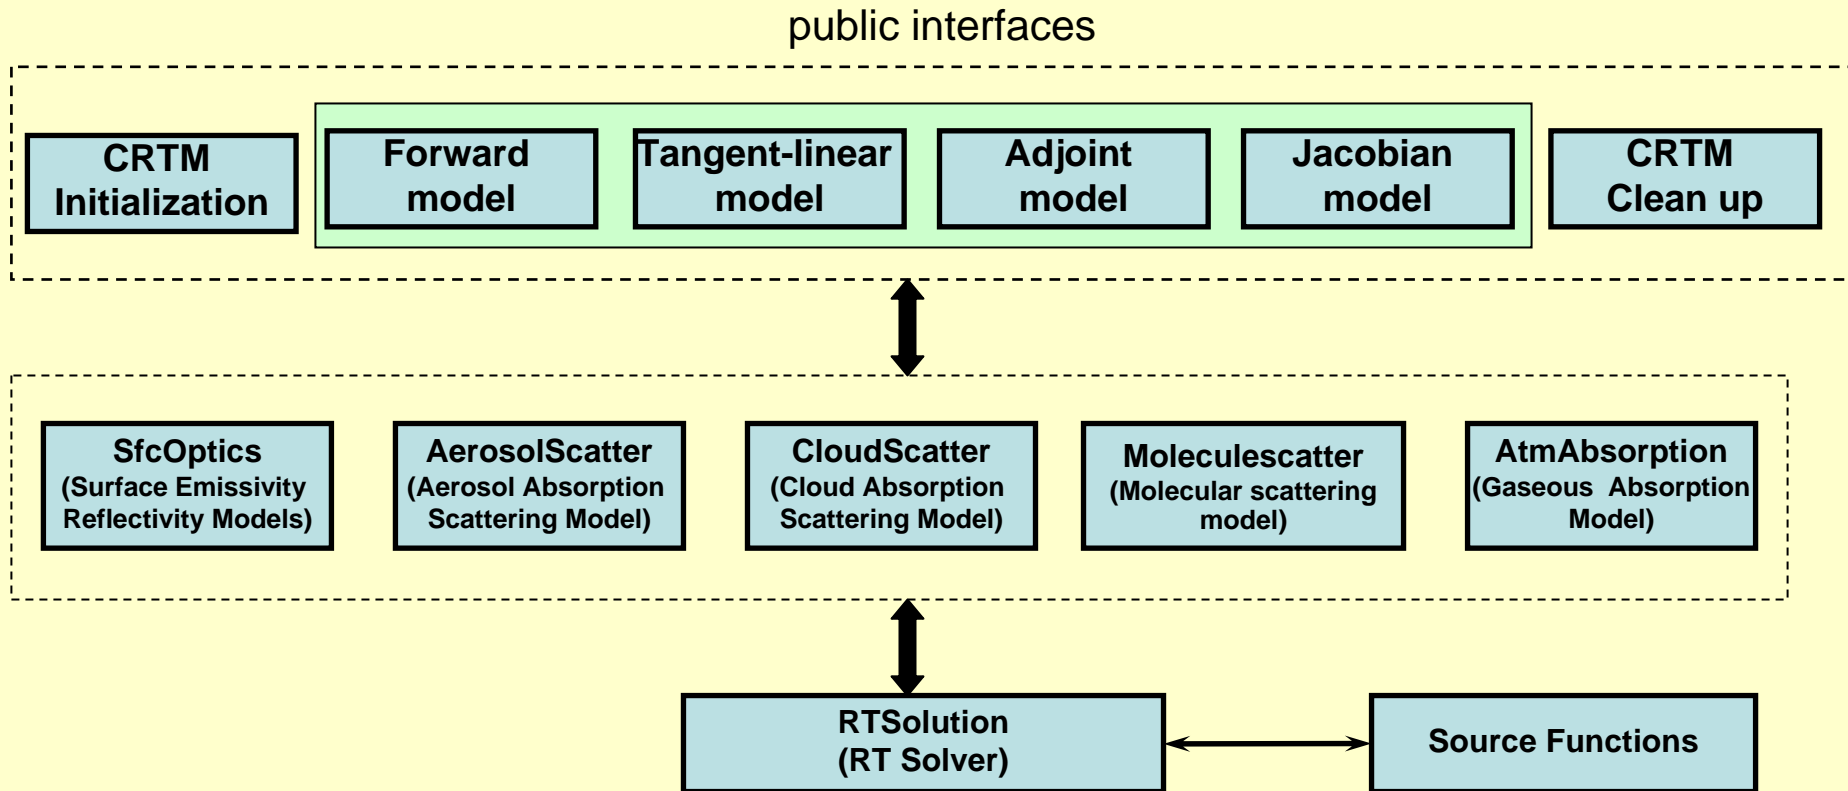 public interfaces
CRTM
Initialization
Forward
model
Tangent-linear
model
Adjoint
model
Jacobian
model
CRTM
Clean up
SfcOptics
(Surface Emissivity
Reflectivity Models)
AerosolScatter
(Aerosol Absorption
Scattering Model)
CloudScatter
(Cloud Absorption
Scattering Model)
Moleculescatter
(Molecular scattering
model)
AtmAbsorption
(Gaseous Absorption
Model)
RTSolution
(RT Solver)
Source Functions